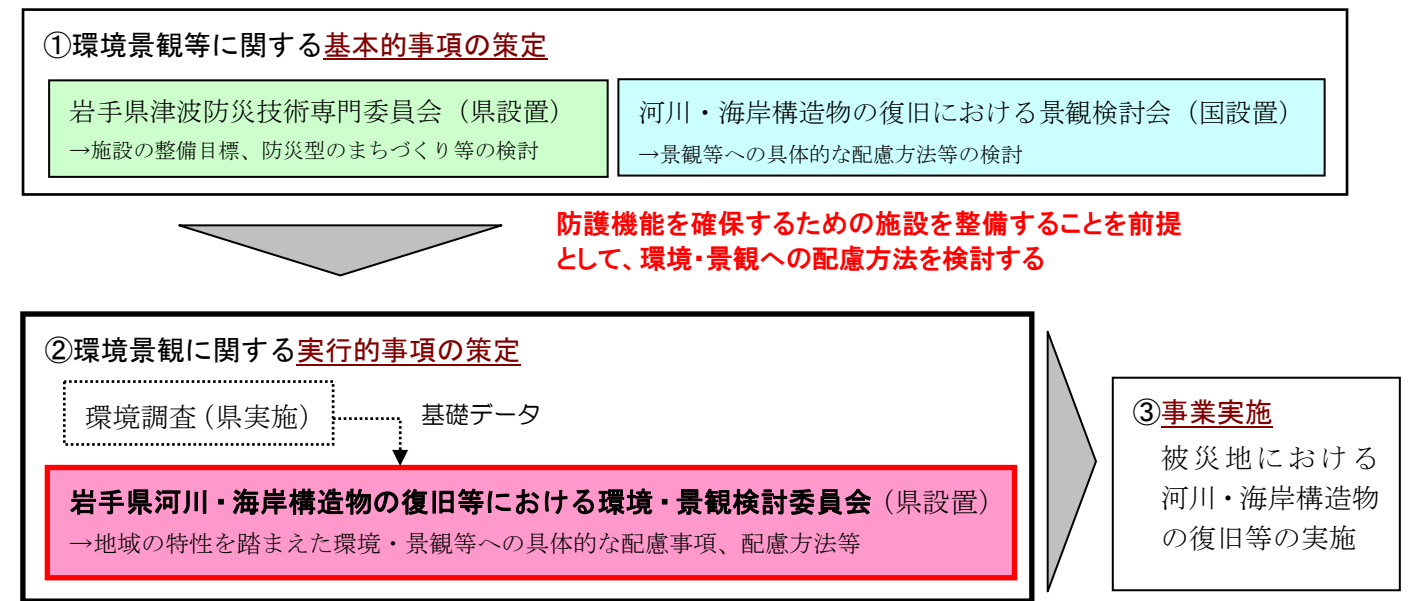 ①環境景観等に関する基本的事項の策定
岩手県津波防災技術専門委員会（県設置）
→施設の整備目標、防災型のまちづくり等の検討
河川・海岸構造物の復旧における景観検討会（国設置）
→景観等への具体的な配慮方法等の検討
防護機能を確保するための施設を整備することを前提
として、環境・景観への配慮方法を検討する
②環境景観に関する実行的事項の策定
環境調査（県実施）
基礎データ
岩手県河川・海岸構造物の復旧等における環境・景観検討委員会（県設置）
→地域の特性を踏まえた環境・景観等への具体的な配慮事項、配慮方法等
③事業実施
被災地における
河川・海岸構造物
の復旧等の実施